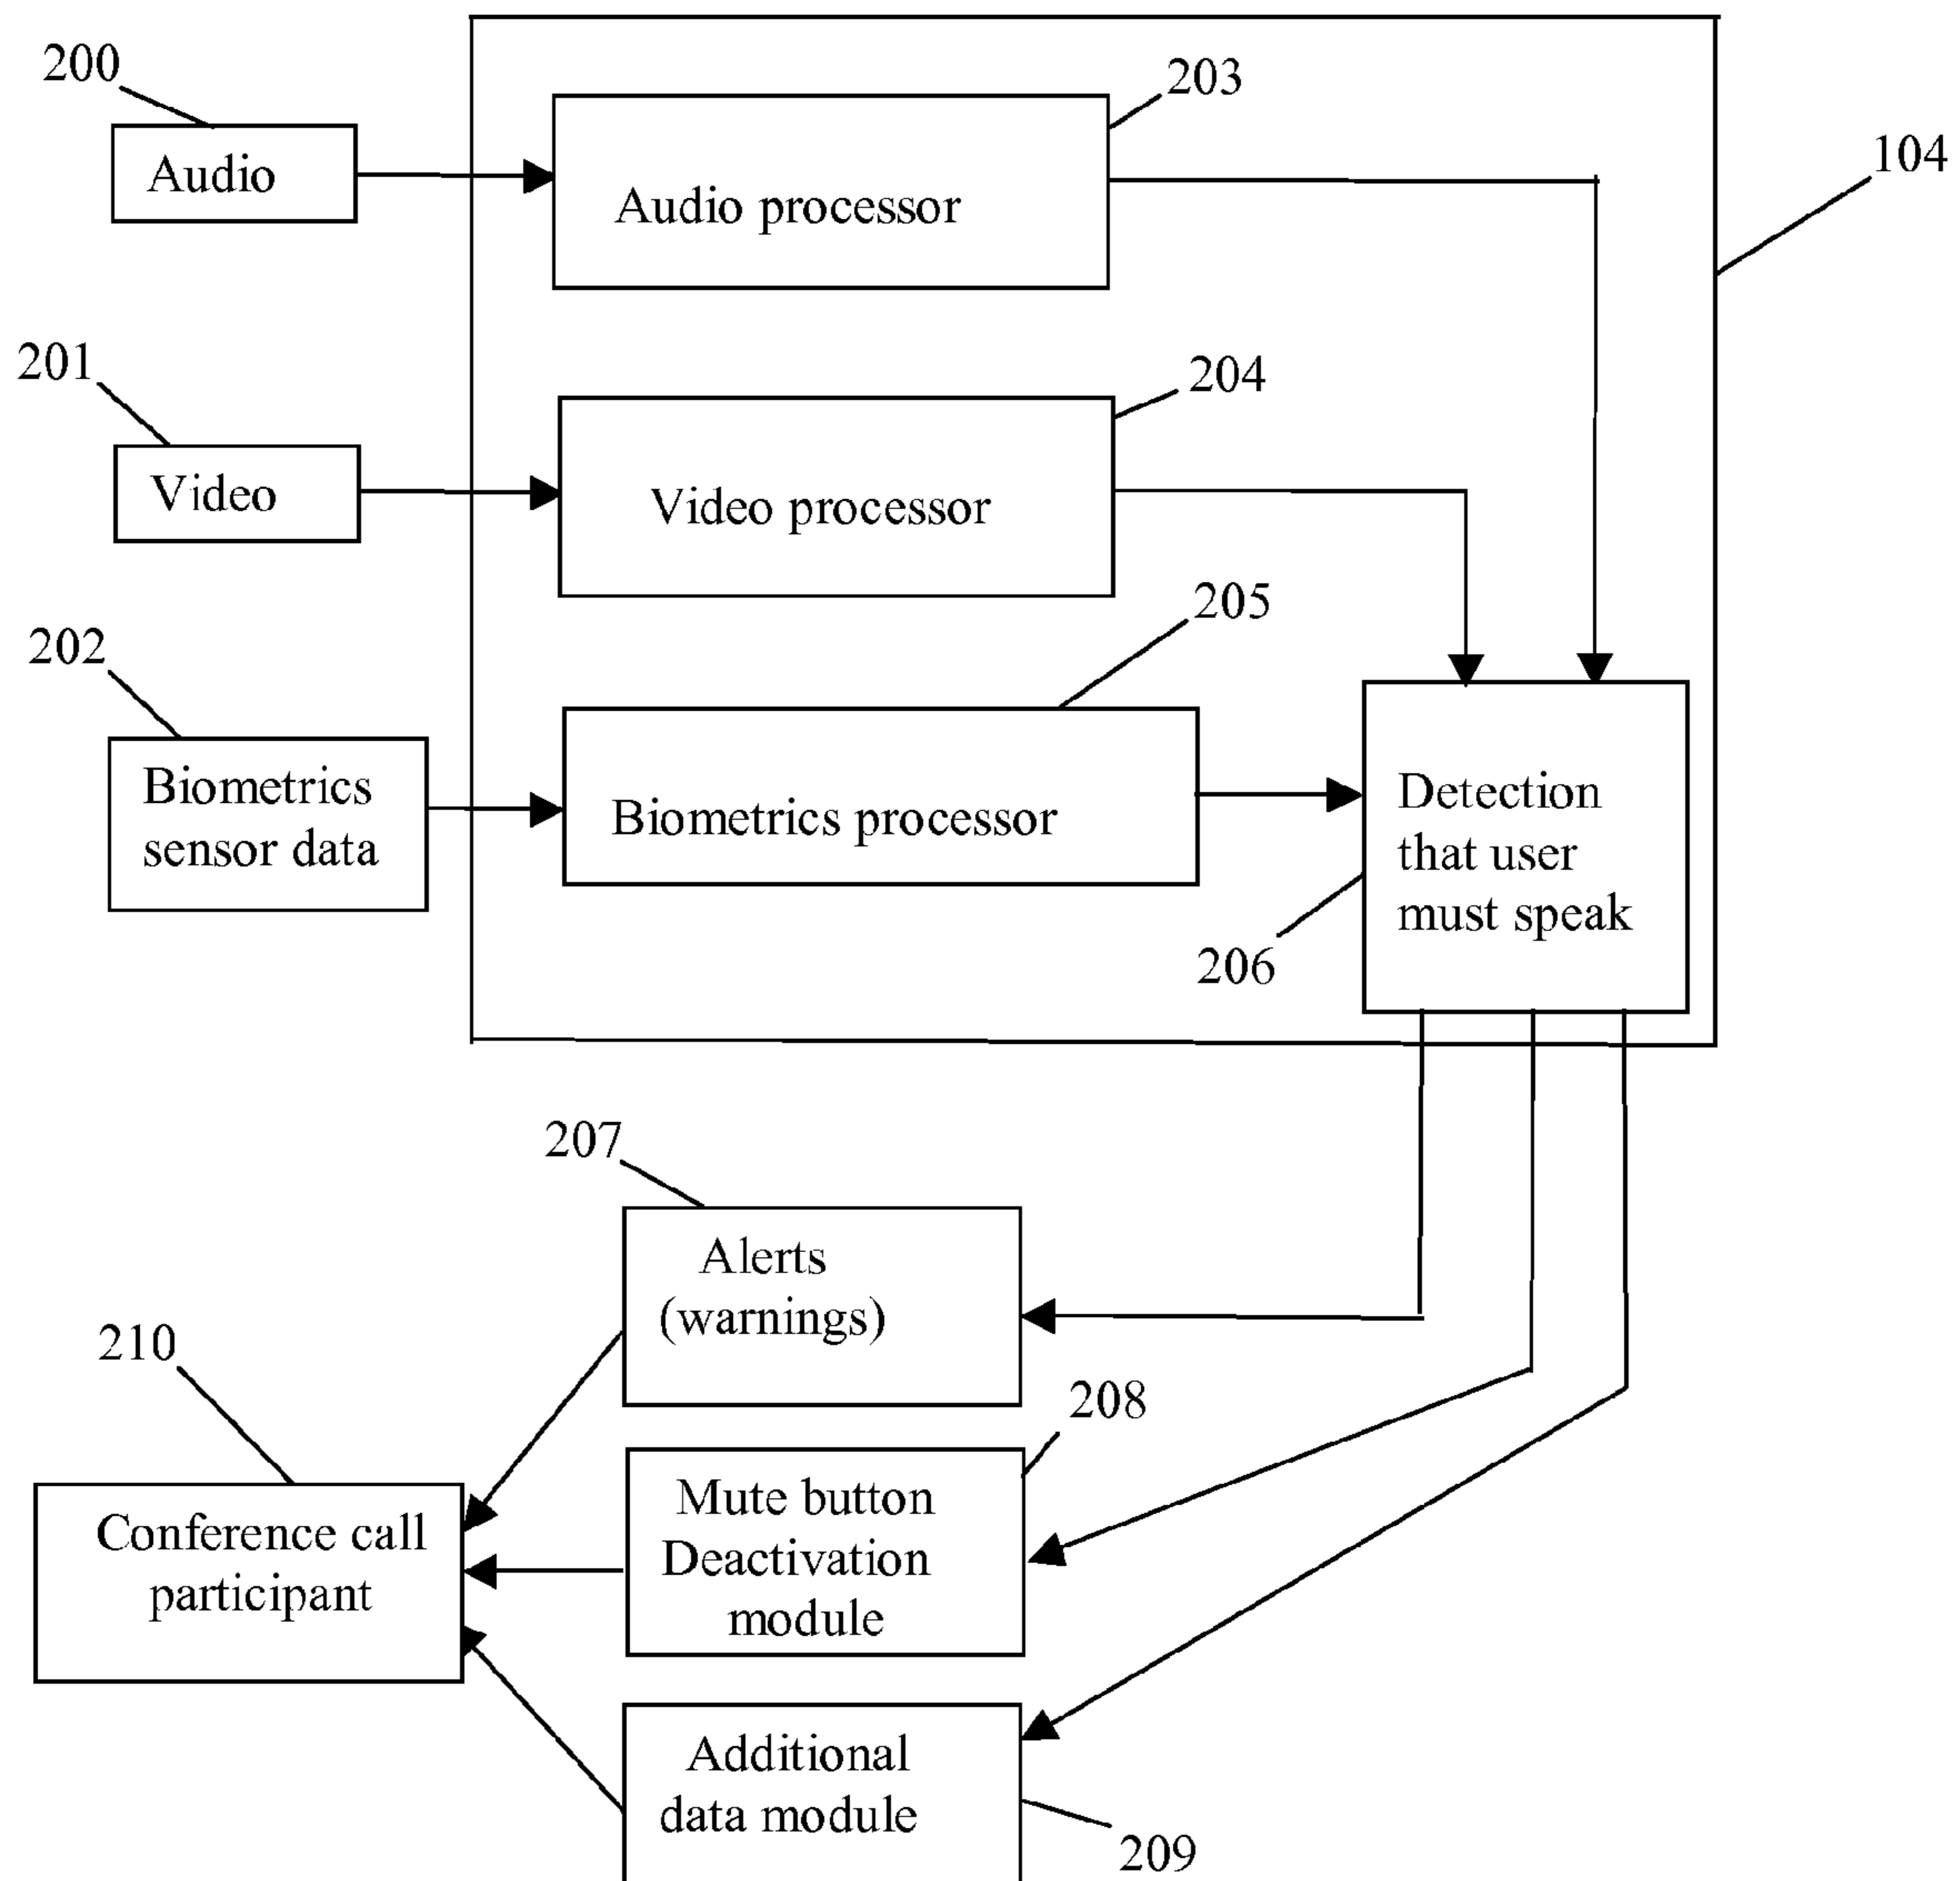 200
Audio
203
Audio processor
104
201
Video
204
Video processor
202
Biometrics
sensor data
205
Biometrics processor
Detection
that user
must speak
206
207
Alerts
(warnings)
210
Conference call
participant
208
Mute button
Deactivation
module
Additional
data module
209